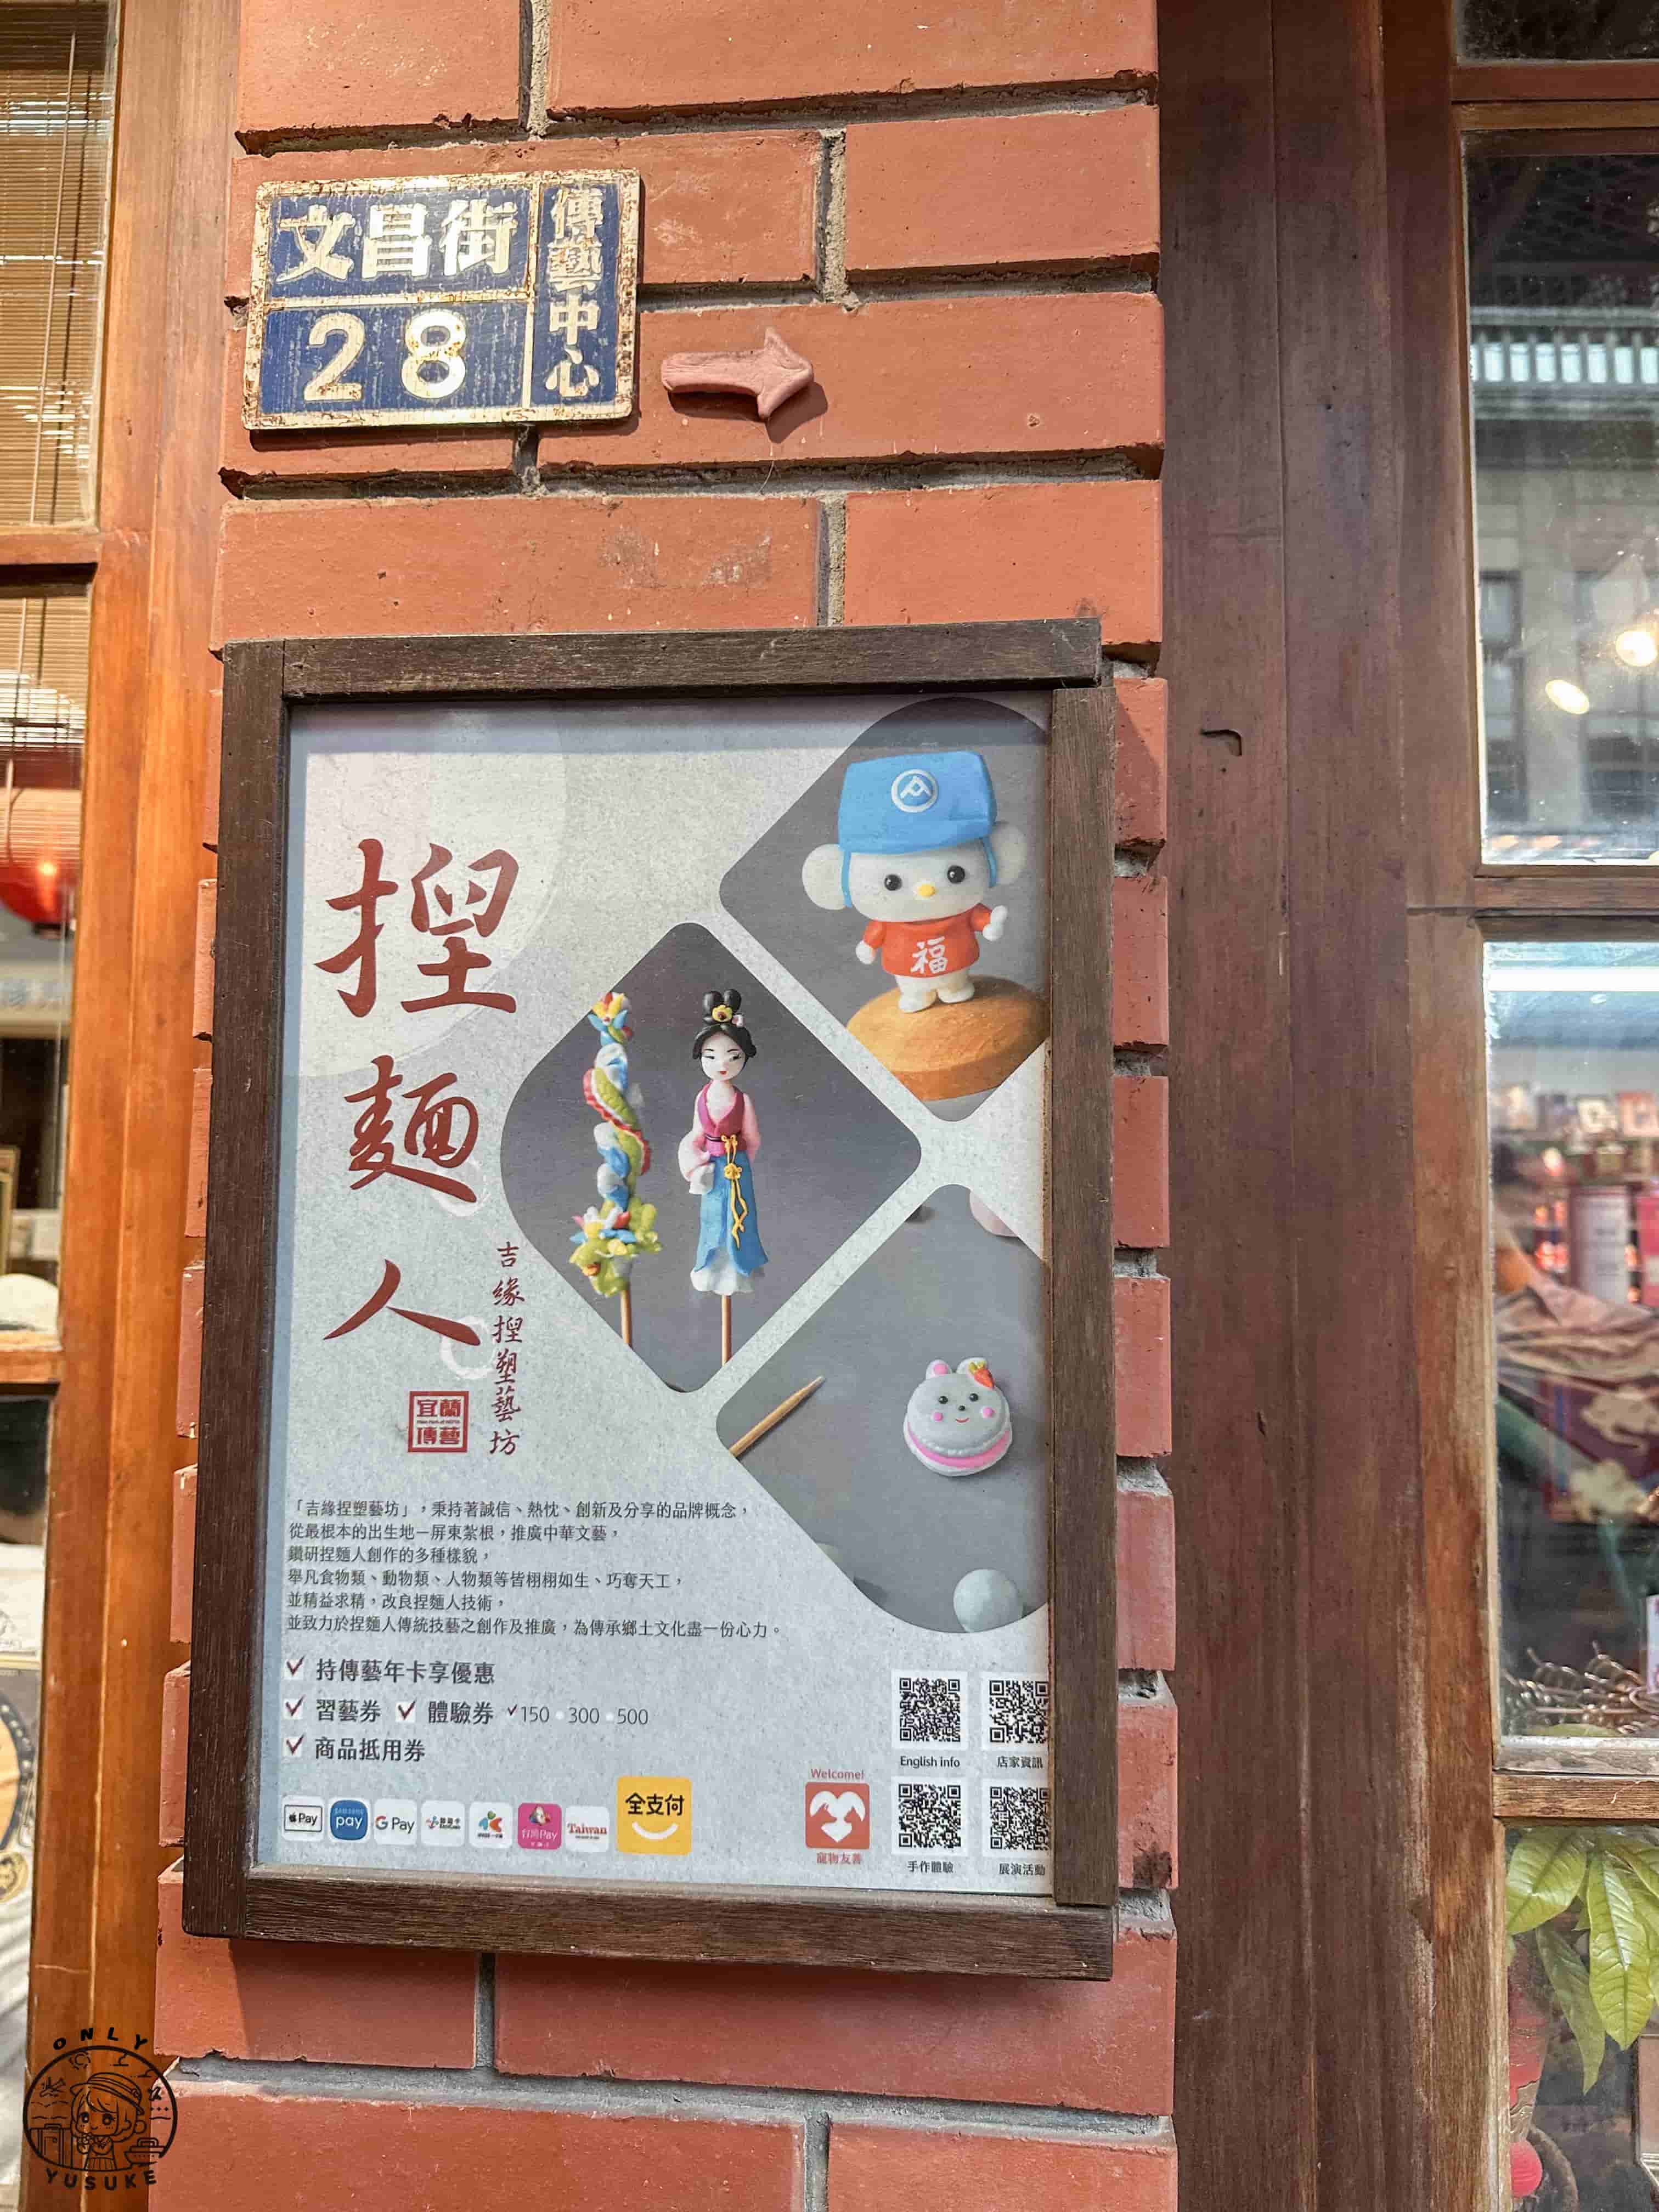 文昌街
傳藝中心
28
福
捏麵人
吉緣捏塑藝坊
宜蘭
傳藝
「吉緣捏塑藝坊」，秉持著誠信、熱忱、創新及分享的品牌概念，
從最根本的出生地－屏東紮根，推廣中華文藝，
鑽研捏麵人創作的多種樣貌，
舉凡食物類、動物類、人物類等皆栩栩如生、巧奪天工，
並精益求精，改良捏麵人技術，
並致力於捏麵人傳統技藝之創作及推廣，為傳承鄉土文化盡一份心力。
持傳藝年卡享優惠
習藝券 體驗券 150 300 500
商品抵用券
Pay
SAMSUNG pay
G Pay
台灣Pay
Taiwan
全支付
Welcome!
寵物友善
English info
店家資訊
手作體驗
展演活動
ONLY
YUSUKE